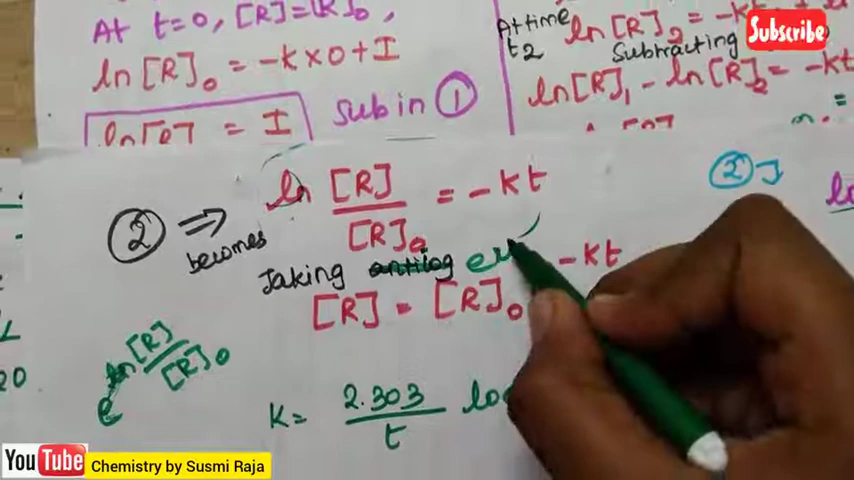 At t=0, [R]=[R]₀,
ln[R]₀ = -k×0+I
ln[R] = I
sub in ①
At time
t2
ln[R]₂ = -k
Subtracting
ln[R]₁ - ln[R]₂ = -kt
=
20
② ⇒
becomes
ln [R]/[R]₀ = -kt
Taking antilog
-kt
[R] = [R]₀
e^ln [R]/[R]₀
K= 2.303/t lo
②⇒
Subscribe
YouTube
Chemistry by Susmi Raja